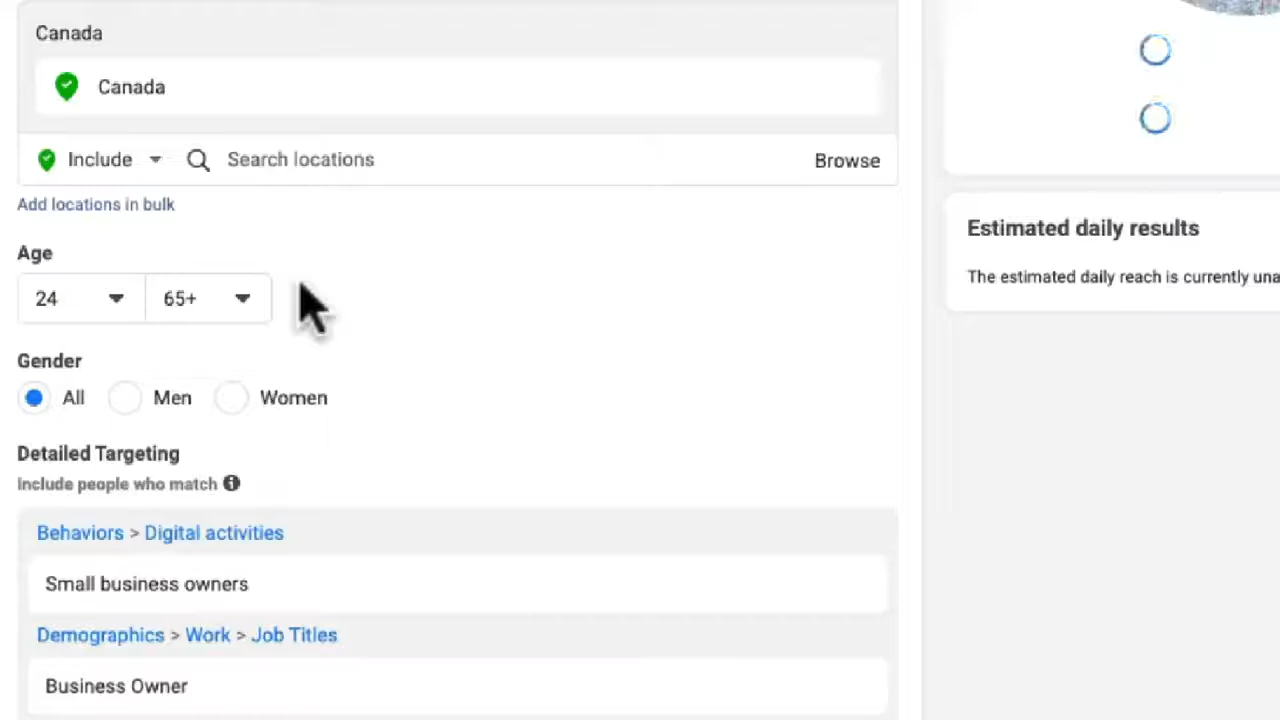 Canada
Canada
Include Search locations Browse
Add locations in bulk
Age
24 65+
Gender
All Men Women
Detailed Targeting
Include people who match
Behaviors > Digital activities
Small business owners
Demographics > Work > Job Titles
Business Owner
Estimated daily results
The estimated daily reach is currently una